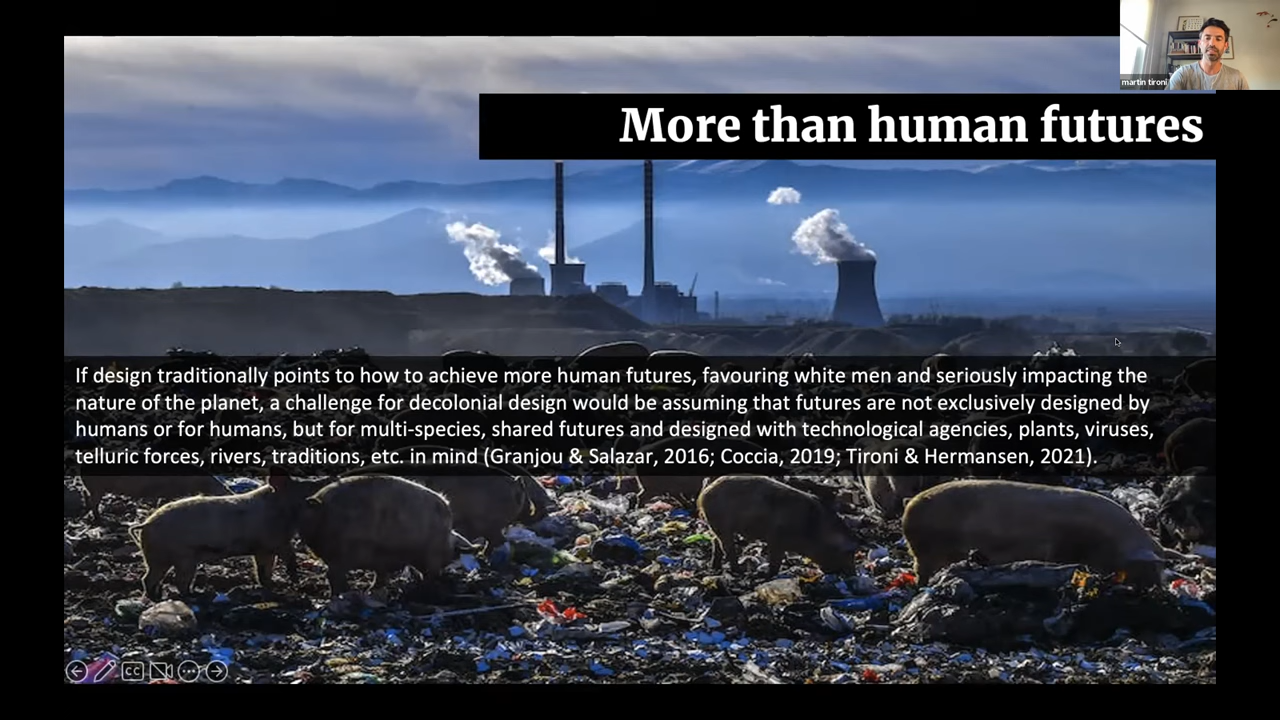 martin tironi
More than human futures
If design traditionally points to how to achieve more human futures, favouring white men and seriously impacting the
nature of the planet, a challenge for decolonial design would be assuming that futures are not exclusively designed by
humans or for humans, but for multi-species, shared futures and designed with technological agencies, plants, viruses,
telluric forces, rivers, traditions, etc. in mind (Granjou & Salazar, 2016; Coccia, 2019; Tironi & Hermansen, 2021).
CC